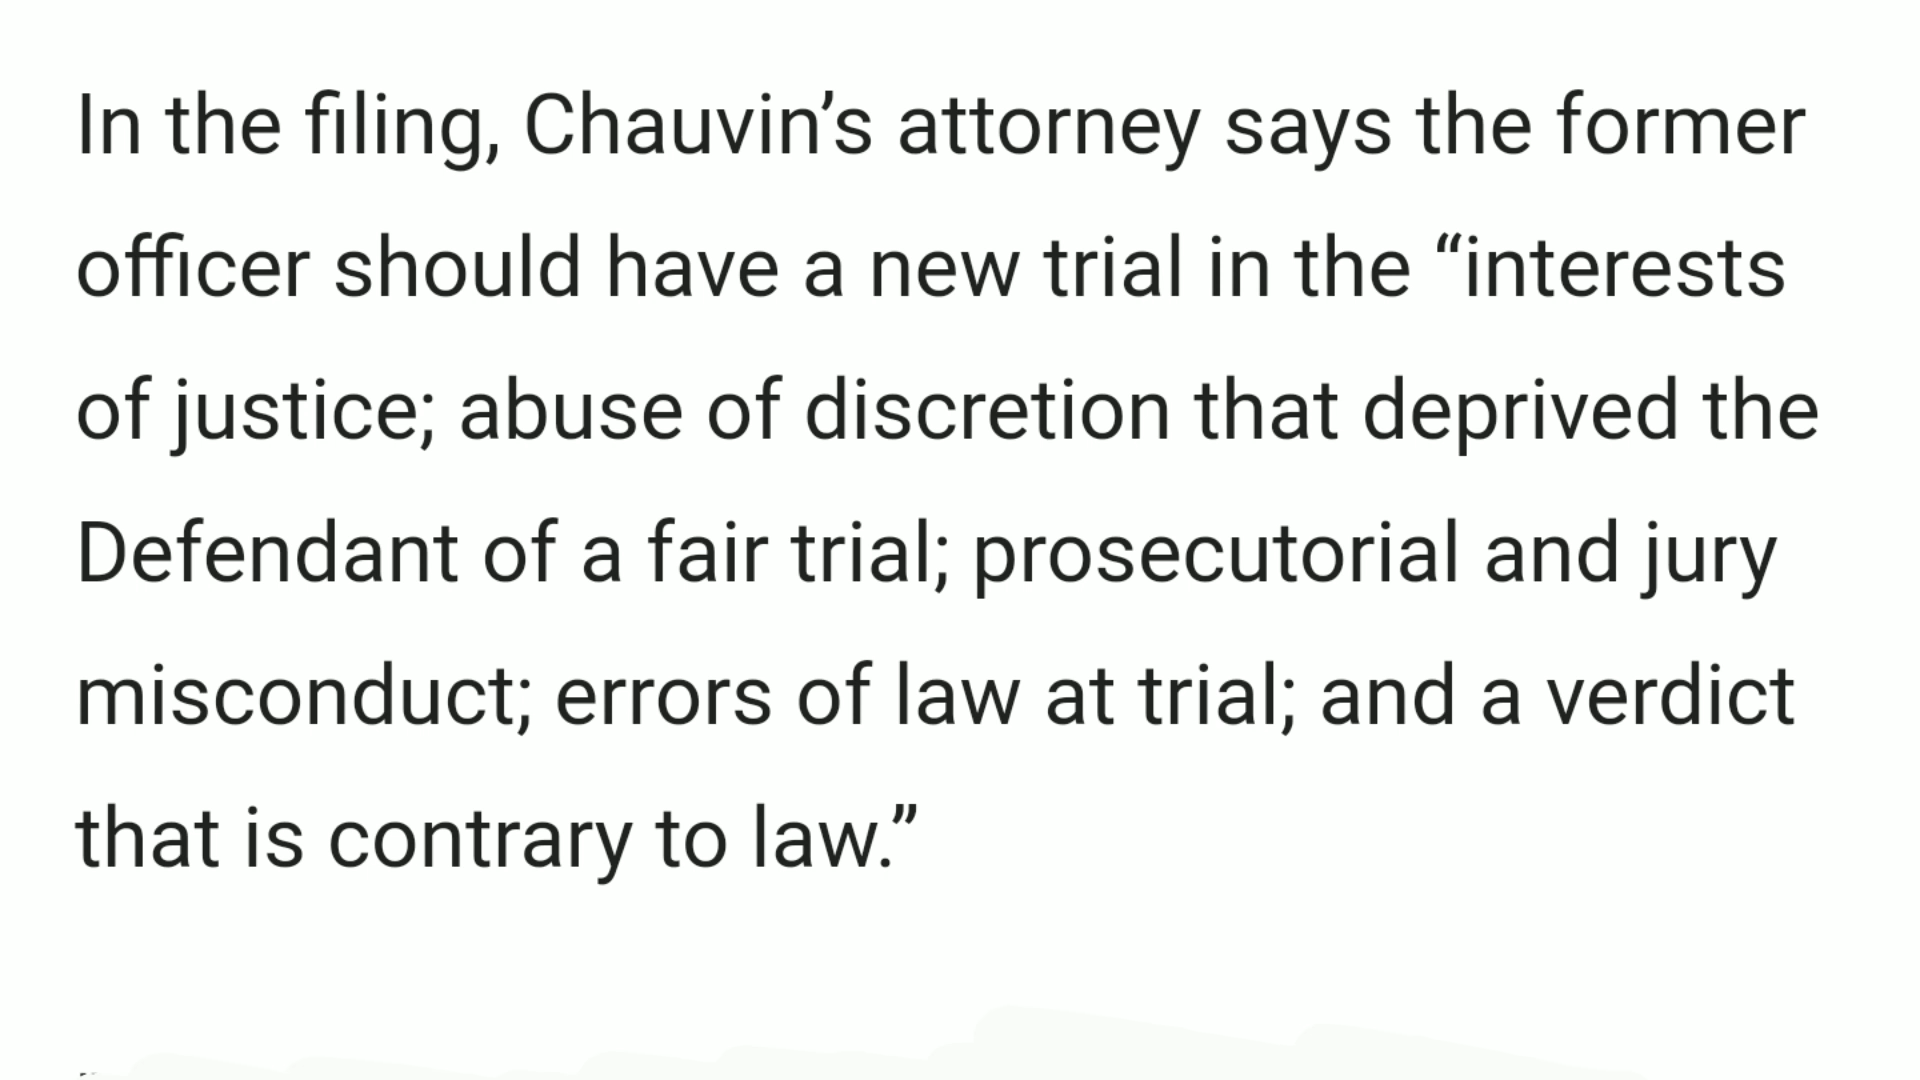 In the filing, Chauvin’s attorney says the former
officer should have a new trial in the “interests
of justice; abuse of discretion that deprived the
Defendant of a fair trial; prosecutorial and jury
misconduct; errors of law at trial; and a verdict
that is contrary to law.”